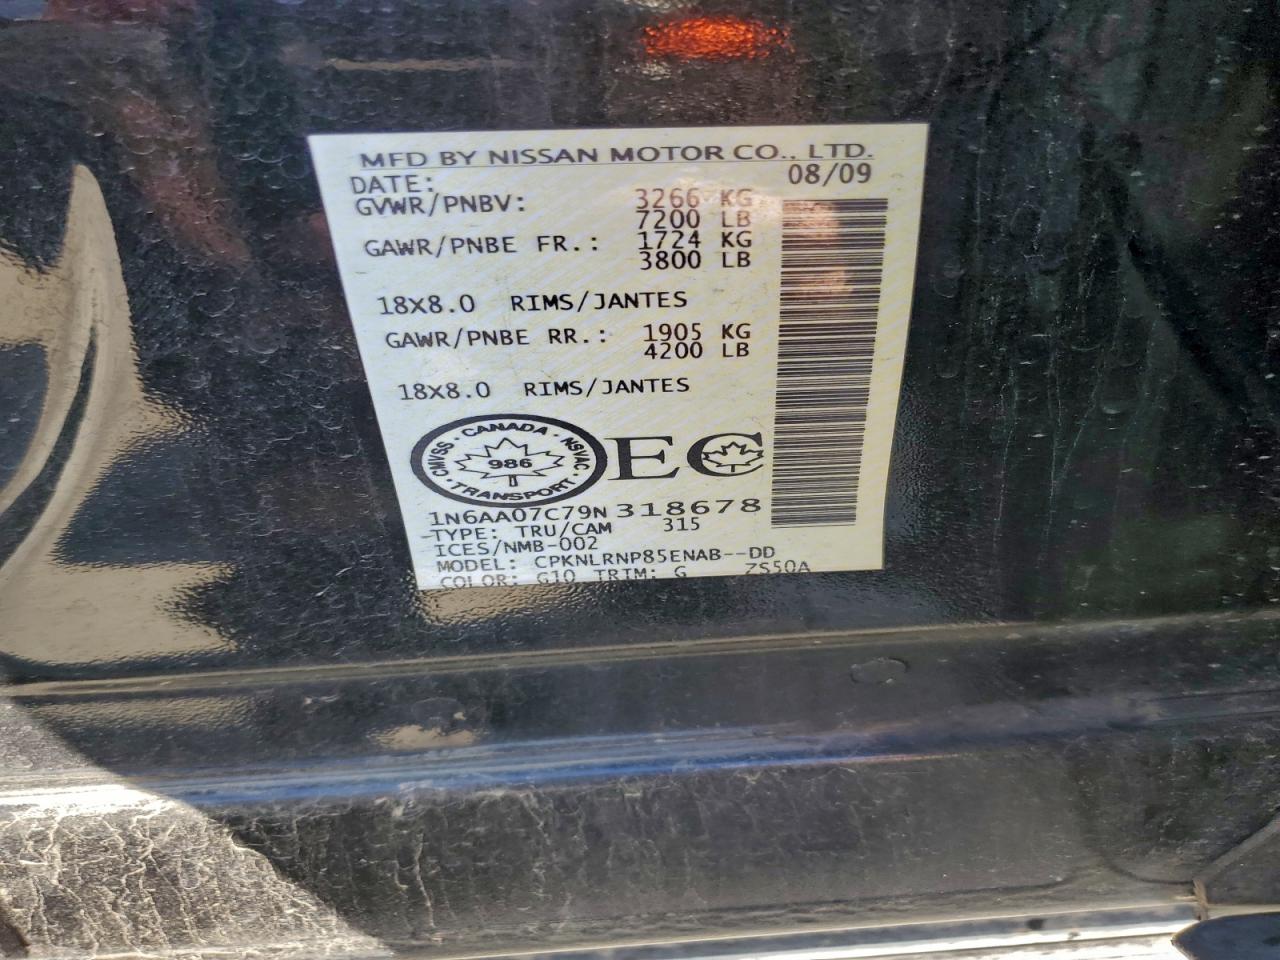 MFD BY NISSAN MOTOR CO., LTD.
DATE: 08/09
GVWR/PNBV: 3266 KG
7200 LB
GAWR/PNBE FR.: 1724 KG
3800 LB
18X8.0 RIMS/JANTES
GAWR/PNBE RR.: 1905 KG
4200 LB
18X8.0 RIMS/JANTES
CMVSS · CANADA · NSVAC · TRANSPORT ·
986
EC
1N6AA07C79N318678
TYPE: TRU/CAM 315
ICES/NMB-002
MODEL: CPKNLRNP85ENAB--DD
COLOR: G10 TRIM: G ZS50A